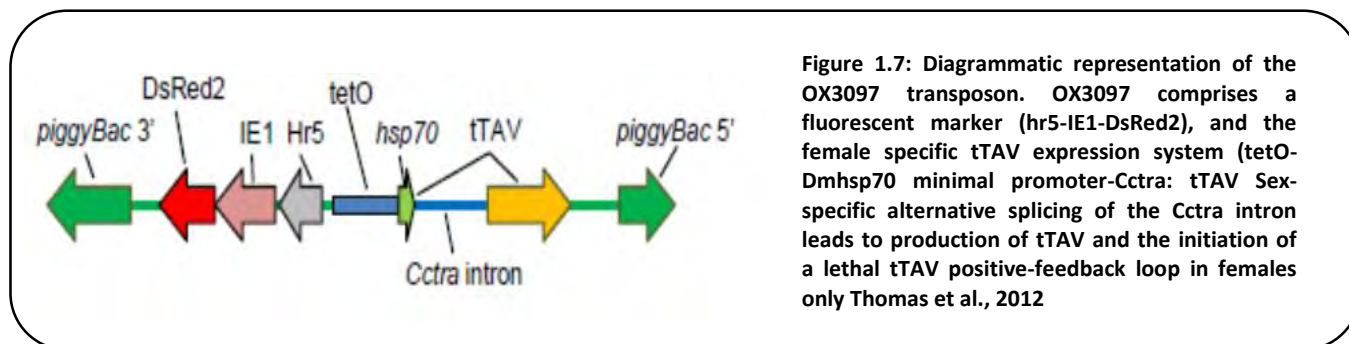 DsRed2
tetO
piggyBac 3' IE1 Hr5 hsp70 tTAV piggyBac 5'
Cctra intron
Figure 1.7: Diagrammatic representation of the
OX3097 transposon. OX3097 comprises a
fluorescent marker (hr5-IE1-DsRed2), and the
female specific tTAV expression system (tetO-
Dmhsp70 minimal promoter-Cctra: tTAV Sex-
specific alternative splicing of the Cctra intron
leads to production of tTAV and the initiation of
a lethal tTAV positive-feedback loop in females
only Thomas et al., 2012